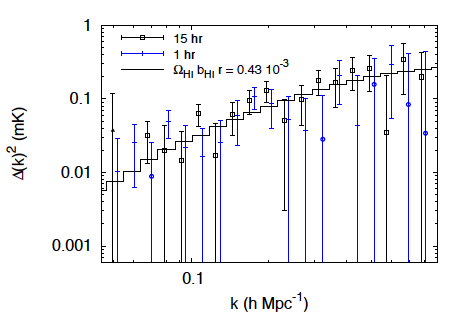 1
15 hr
1 hr
Ω_HI b_HI r = 0.43 10^-3
0.1
Δ(k)^2 (mK)
0.01
0.001
0.1
k (h Mpc^-1)